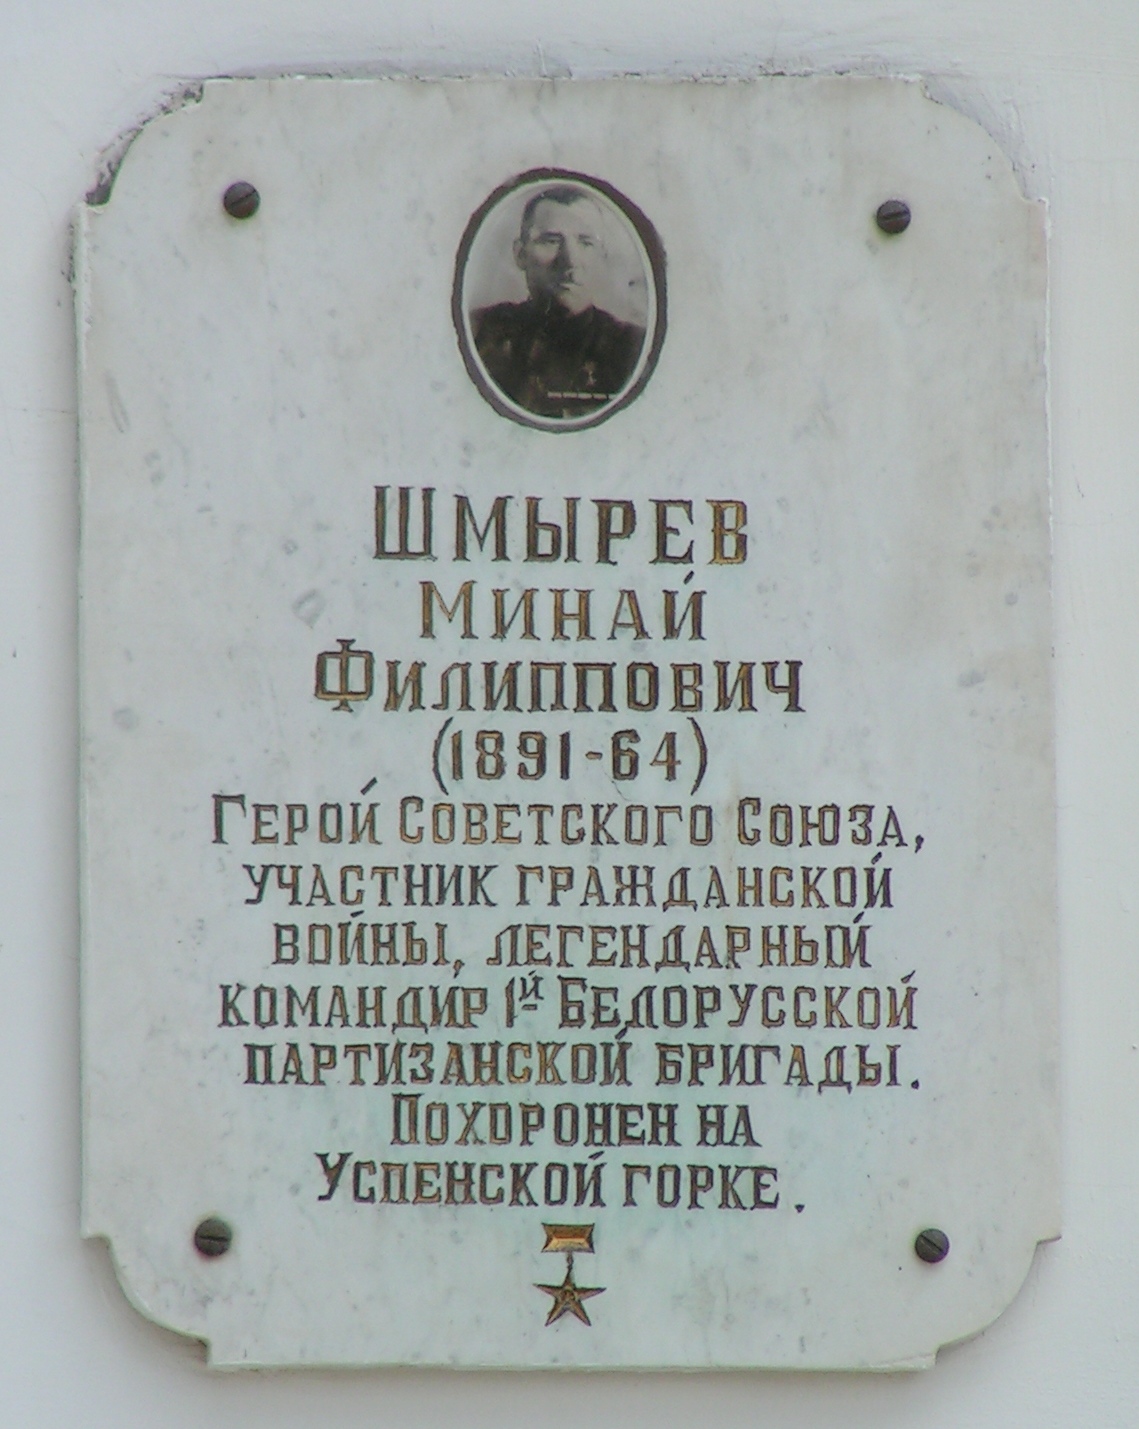 Шмырев
Минай
Филиппович
(1891-64)
Герой Советского Союза,
участник гражданской
войны, легендарный
командир 1й Белорусской
партизанской бригады.
Похоронен на
Успенской горке.